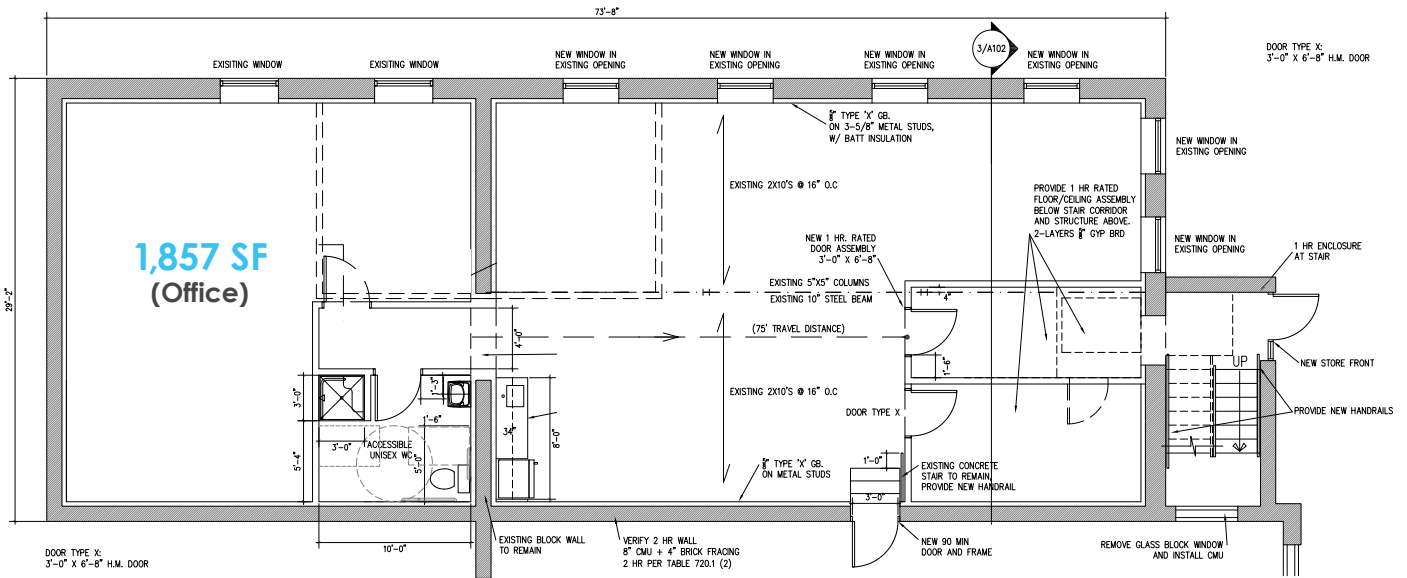 73'-8"
3/A102
DOOR TYPE X:
3'-0" X 6'-8" H.M. DOOR
EXISITING WINDOW
EXISITING WINDOW
NEW WINDOW IN
EXISTING OPENING
NEW WINDOW IN
EXISTING OPENING
NEW WINDOW IN
EXISTING OPENING
NEW WINDOW IN
EXISTING OPENING
TYPE 'X' GB.
ON 3-5/8" METAL STUDS,
W/ BATT INSULATION
NEW WINDOW IN
EXISTING OPENING
EXISTING 2X10'S @ 16" O.C
PROVIDE 1 HR RATED
FLOOR/CEILING ASSEMBLY
BELOW STAIR CORRIDOR
AND STRUCTURE ABOVE.
2-LAYERS GYP BRD
1,857 SF
(Office)
NEW 1 HR. RATED
DOOR ASSEMBLY
3'-0" X 6'-8"
NEW WINDOW IN
EXISTING OPENING
1 HR ENCLOSURE
AT STAIR
29'-2"
EXISTING 5"X5" COLUMNS
EXISTING 10" STEEL BEAM
4"
(75' TRAVEL DISTANCE)
4'-0"
1'-6"
UP
NEW STORE FRONT
3'-0"
1'-3"
EXISTING 2X10'S @ 16" O.C
DOOR TYPE X
PROVIDE NEW HANDRAILS
1'-6"
3'-0"
ACCESSIBLE
UNISEX WC
34"
8'-0"
5'-4"
5'-0"
TYPE 'X' GB.
ON METAL STUDS
1'-0"
3'-0"
EXISTING CONCRETE
STAIR TO REMAIN,
PROVIDE NEW HANDRAIL
10'-0"
EXISTING BLOCK WALL
TO REMAIN
VERIFY 2 HR WALL
8" CMU + 4" BRICK FRACING
2 HR PER TABLE 720.1 (2)
NEW 90 MIN
DOOR AND FRAME
REMOVE GLASS BLOCK WINDOW
AND INSTALL CMU
DOOR TYPE X:
3'-0" X 6'-8" H.M. DOOR